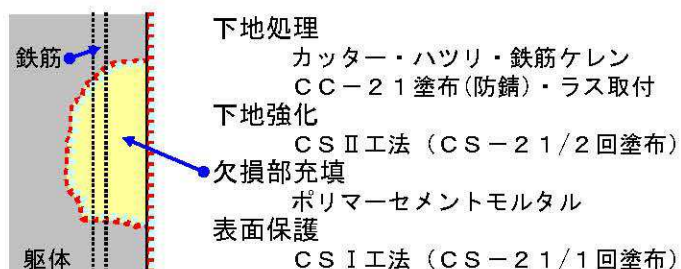 下地処理
鉄筋
カッター・ハツリ・鉄筋ケレン
CC－21塗布(防錆)・ラス取付
下地強化
CSⅡ工法（CS－21/2回塗布）
欠損部充填
ポリマーセメントモルタル
表面保護
躯体
CSⅠ工法（CS－21/1回塗布）